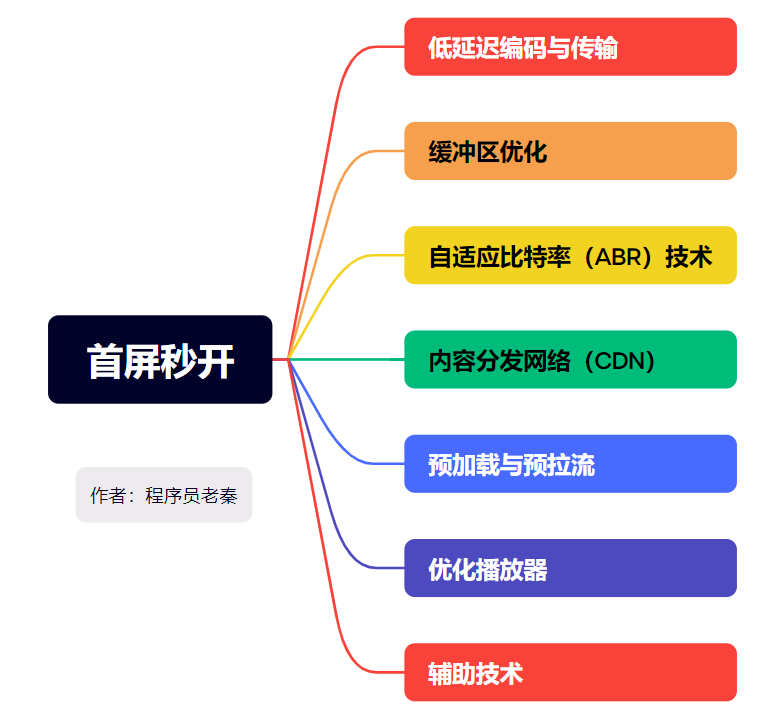 低延迟编码与传输
缓冲区优化
自适应比特率（ABR）技术
首屏秒开
内容分发网络（CDN）
预加载与预拉流
作者：程序员老秦
优化播放器
辅助技术